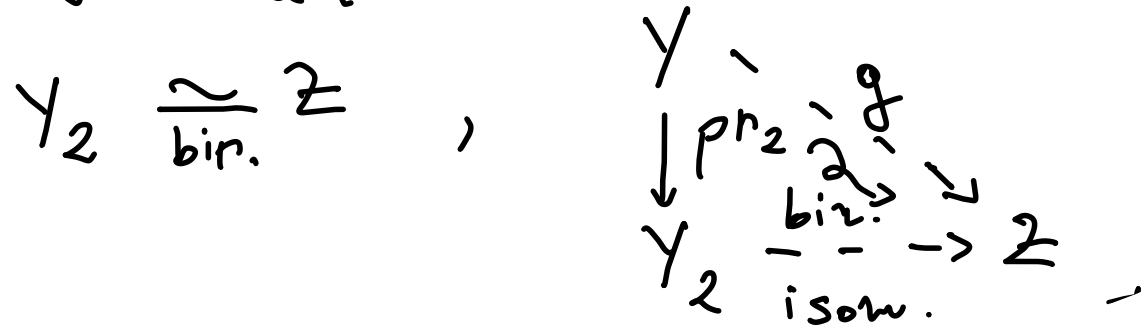 Y
Y₂ ≃ Z , g
bir. pr₂
bir.
Y₂ ⇢ Z
isom.